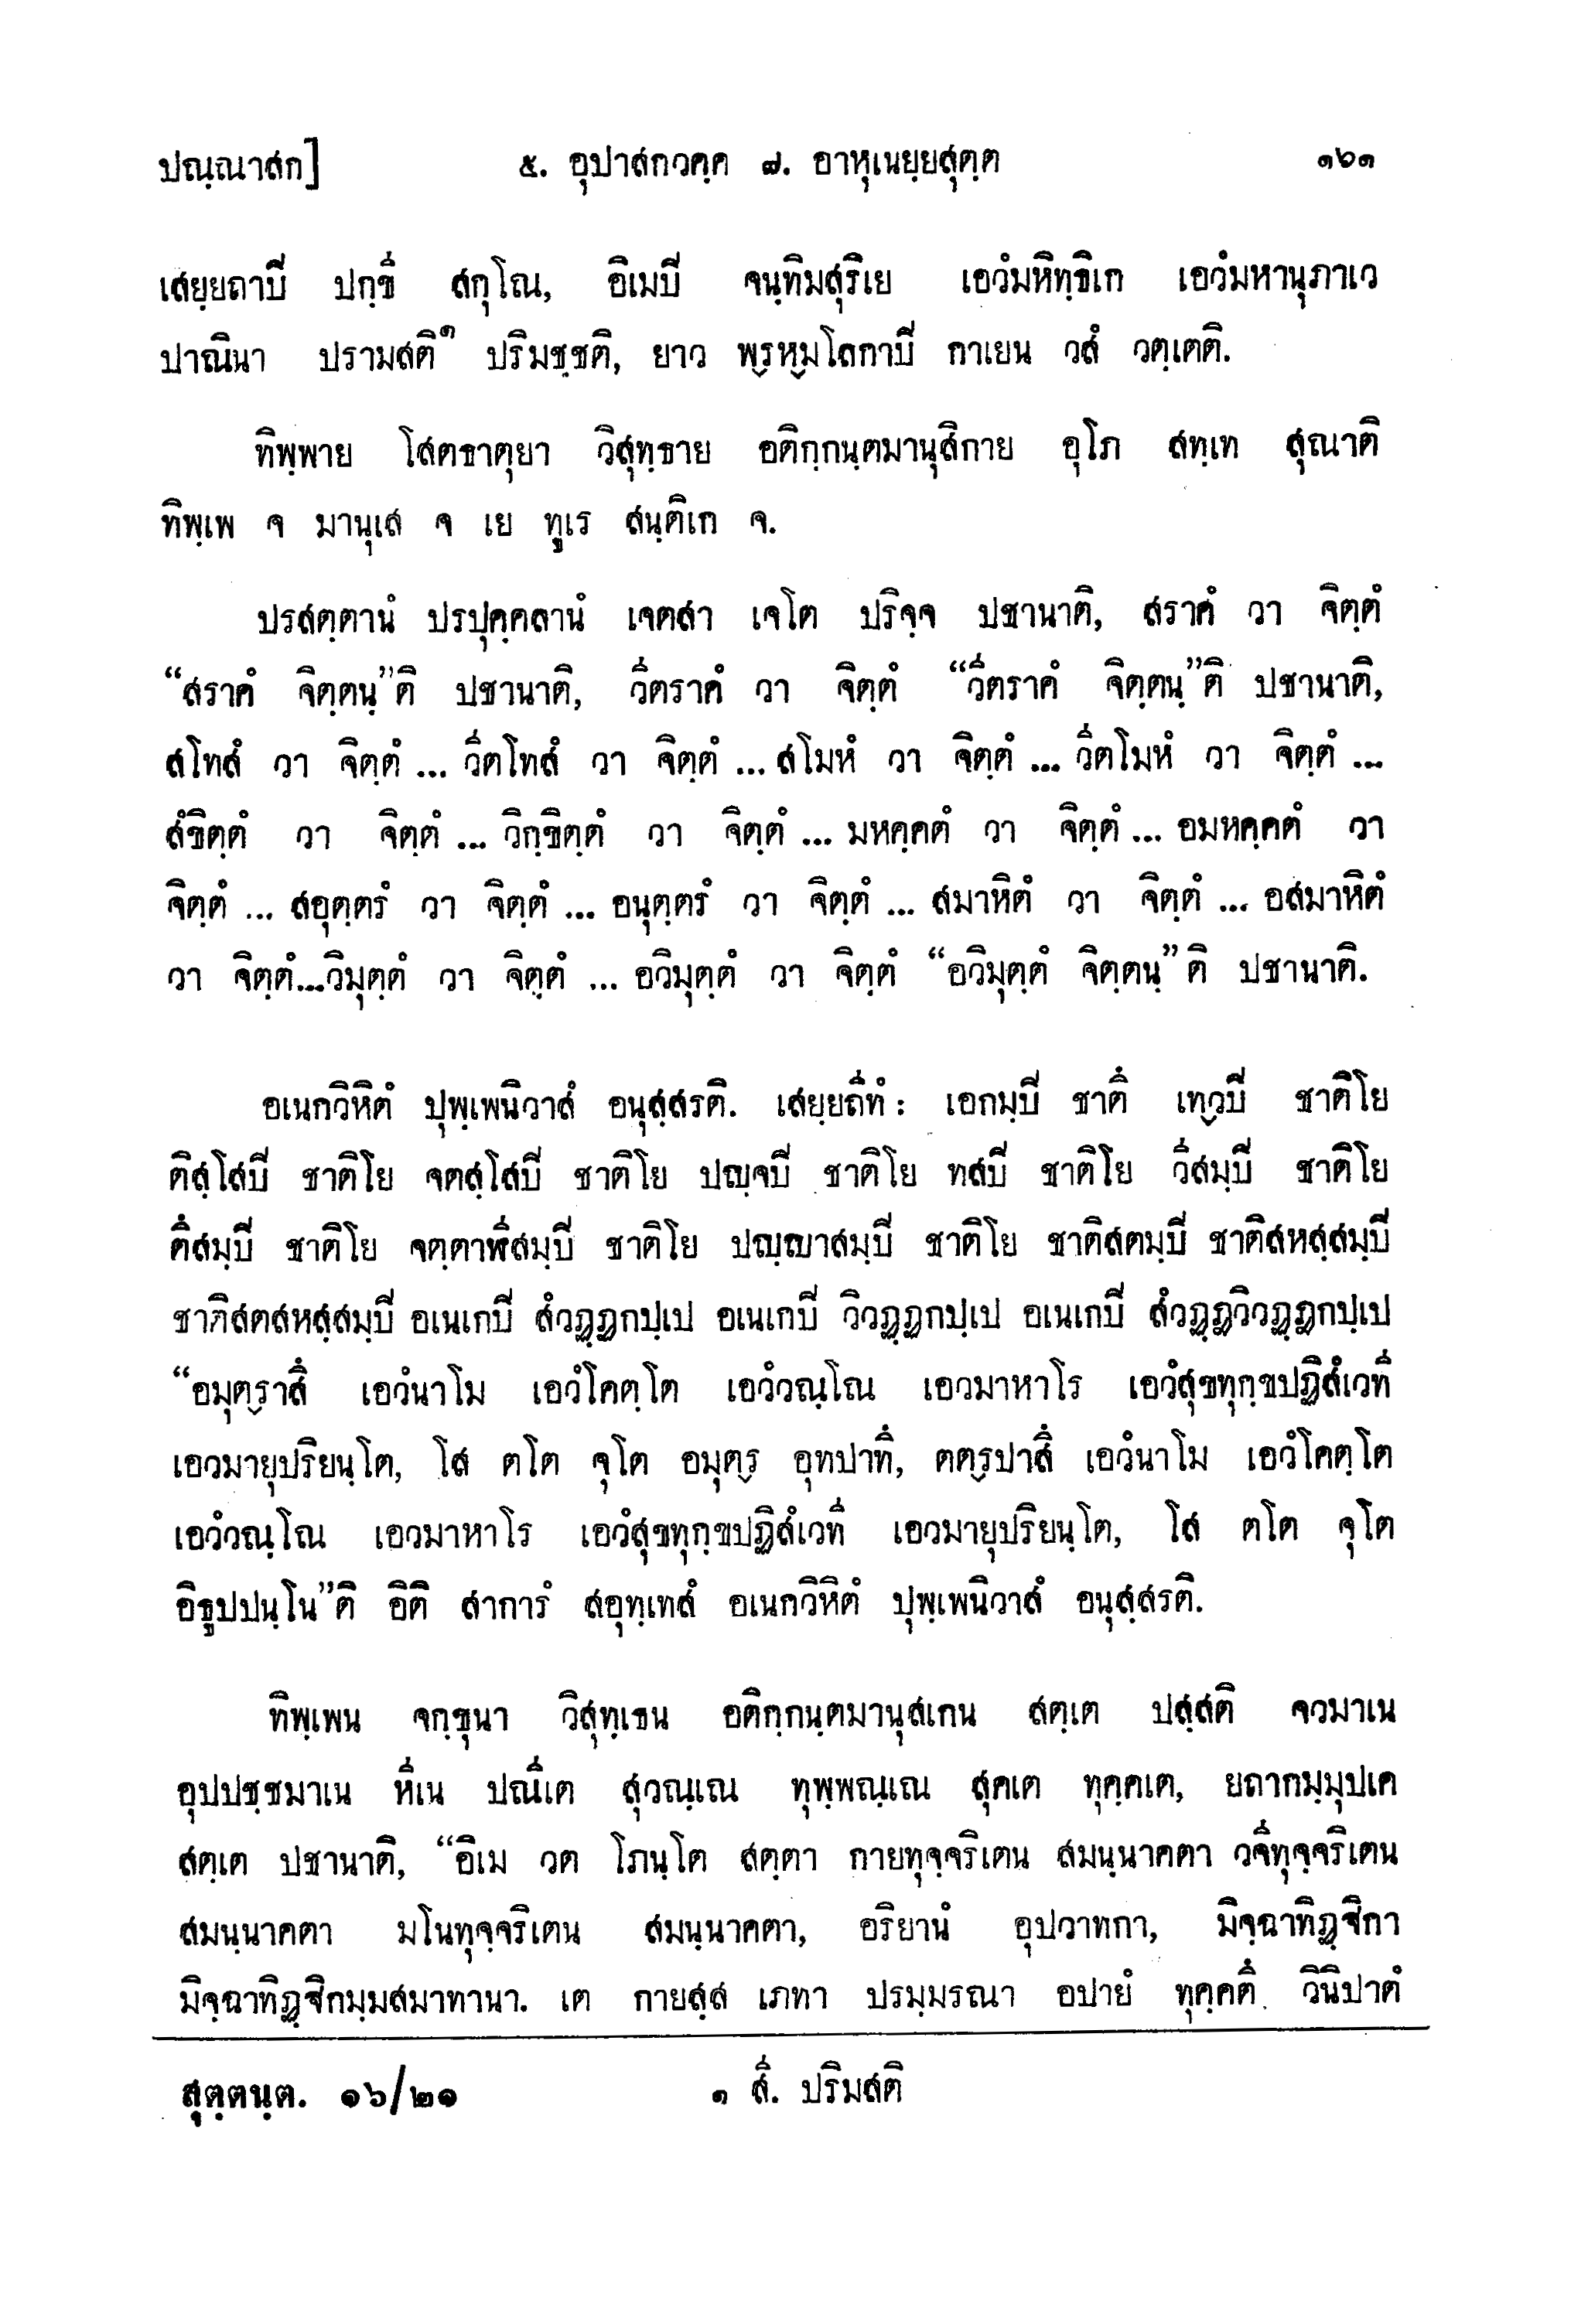 ปณฺณาสก]    ๕. อุปาสกวคฺค ๗. อาหุเนยฺยสุตฺต    ๑๖๑
เสยฺยถาปี ปกฺขี สกุโณ, อิเมปี จนฺทิมสุริเย เอวํมหิทฺธิเก เอวํมหานุภาเว
ปาณินา ปรามสติ๑ ปริมชฺชติ, ยาว พฺรหฺมโลกาปี กาเยน วสํ วตฺเตติ.
ทิพฺพาย โสตธาตุยา วิสุทฺธาย อติกฺกนฺตมานุสิกาย อุโภ สทฺเท สุณาติ
ทิพฺเพ จ มานุเส จ เย ทูเร สนฺติเก จ.
ปรสตฺตานํ ปรปุคฺคลานํ เจตสา เจโต ปริจฺจ ปชานาติ, สราคํ วา จิตฺตํ
“สราคํ จิตฺตนฺ”ติ ปชานาติ, วีตราคํ วา จิตฺตํ “วีตราคํ จิตฺตนฺ”ติ ปชานาติ,
สโทสํ วา จิตฺตํ ... วีตโทสํ วา จิตฺตํ ... สโมหํ วา จิตฺตํ ... วีตโมหํ วา จิตฺตํ ...
สํขิตฺตํ วา จิตฺตํ ... วิกฺขิตฺตํ วา จิตฺตํ ... มหคฺคตํ วา จิตฺตํ ... อมหคฺคตํ วา
จิตฺตํ ... สอุตฺตรํ วา จิตฺตํ ... อนุตฺตรํ วา จิตฺตํ ... สมาหิตํ วา จิตฺตํ ... อสมาหิตํ
วา จิตฺตํ...วิมุตฺตํ วา จิตฺตํ ... อวิมุตฺตํ วา จิตฺตํ “อวิมุตฺตํ จิตฺตนฺ”ติ ปชานาติ.
อเนกวิหิตํ ปุพฺเพนิวาสํ อนุสฺสรติ. เสยฺยถีทํ : เอกมฺปี ชาตึ เทฺวปี ชาติโย
ติสฺโสปี ชาติโย จตสฺโสปี ชาติโย ปญฺจปี ชาติโย ทสปี ชาติโย วีสมฺปี ชาติโย
ตึสมฺปี ชาติโย จตฺตาฬีสมฺปี ชาติโย ปญฺญาสมฺปี ชาติโย ชาติสตมฺปี ชาติสหสฺสมฺปี
ชาติสตสหสฺสมฺปี อเนเกปี สํวฏฺฏกปฺเป อเนเกปี วิวฏฺฏกปฺเป อเนเกปี สํวฏฺฏวิวฏฺฏกปฺเป
“อมุตฺราสึ เอวํนาโม เอวํโคตฺโต เอวํวณฺโณ เอวมาหาโร เอวํสุขทุกฺขปฏิสํเวที
เอวมายุปริยนฺโต, โส ตโต จุโต อมุตฺร อุทปาทึ, ตตฺรปาสึ เอวํนาโม เอวํโคตฺโต
เอวํวณฺโณ เอวมาหาโร เอวํสุขทุกฺขปฏิสํเวที เอวมายุปริยนฺโต, โส ตโต จุโต
อิธูปปนฺโน”ติ อิติ สาการํ สอุทฺเทสํ อเนกวิหิตํ ปุพฺเพนิวาสํ อนุสฺสรติ.
ทิพฺเพน จกฺขุนา วิสุทฺเธน อติกฺกนฺตมานุสเกน สตฺเต ปสฺสติ จวมาเน
อุปปชฺชมาเน หีเน ปณีเต สุวณฺเณ ทุพฺพณฺเณ สุคเต ทุคฺคเต, ยถากมฺมุปเค
สตฺเต ปชานาติ, “อิเม วต โภนฺโต สตฺตา กายทุจฺจริเตน สมนฺนาคตา วจีทุจฺจริเตน
สมนฺนาคตา มโนทุจฺจริเตน สมนฺนาคตา, อริยานํ อุปวาทกา, มิจฺฉาทิฏฺฐิกา
มิจฺฉาทิฏฺฐิกมฺมสมาทานา. เต กายสฺส เภทา ปรมฺมรณา อปายํ ทุคฺคตึ วินิปาตํ
สุตฺตนฺต. ๑๖/๒๑    ๑ สี. ปริมสติ